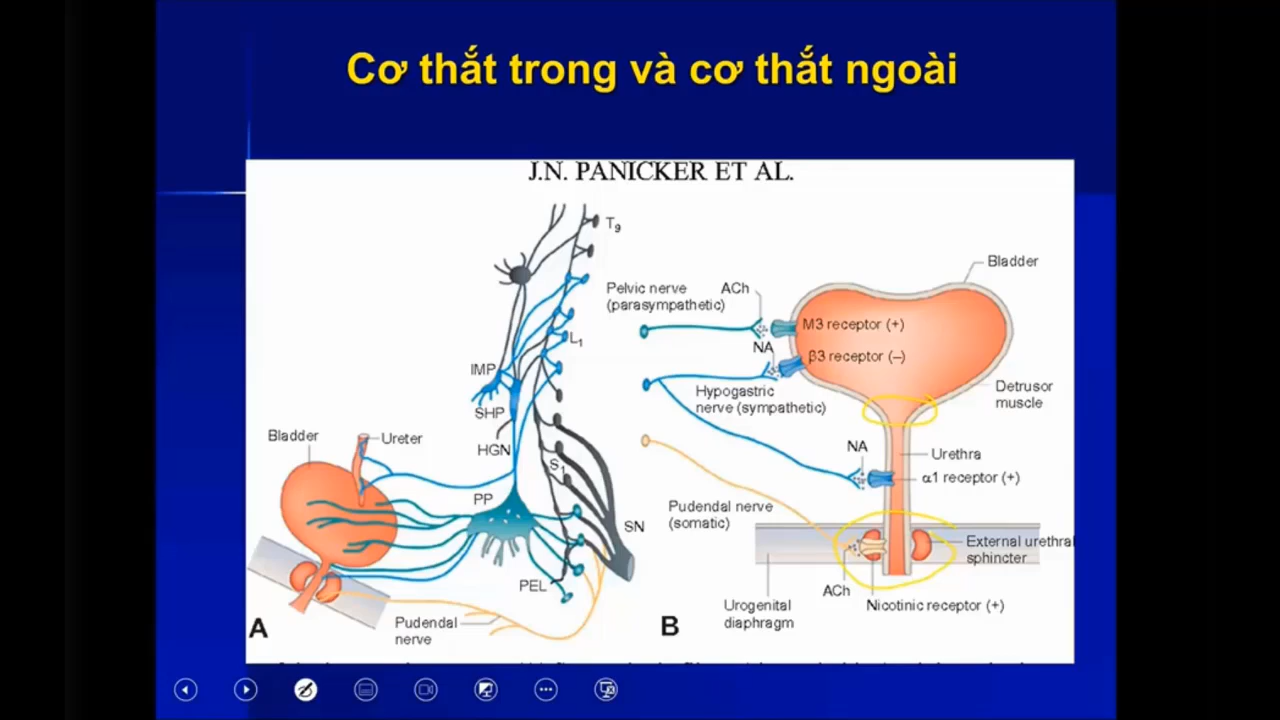 Cơ thắt trong và cơ thắt ngoài
J.N. PANICKER ET AL.
T9
L1
IMP
SHP
HGN
S1
Bladder
Ureter
PP
SN
PEL
Pudendal
nerve
A
Pelvic nerve
(parasympathetic)
ACh
Bladder
M3 receptor (+)
NA
β3 receptor (–)
Hypogastric
nerve (sympathetic)
Detrusor
muscle
NA
Urethra
α1 receptor (+)
Pudendal nerve
(somatic)
External urethral
sphincter
ACh
Nicotinic receptor (+)
Urogenital
diaphragm
B